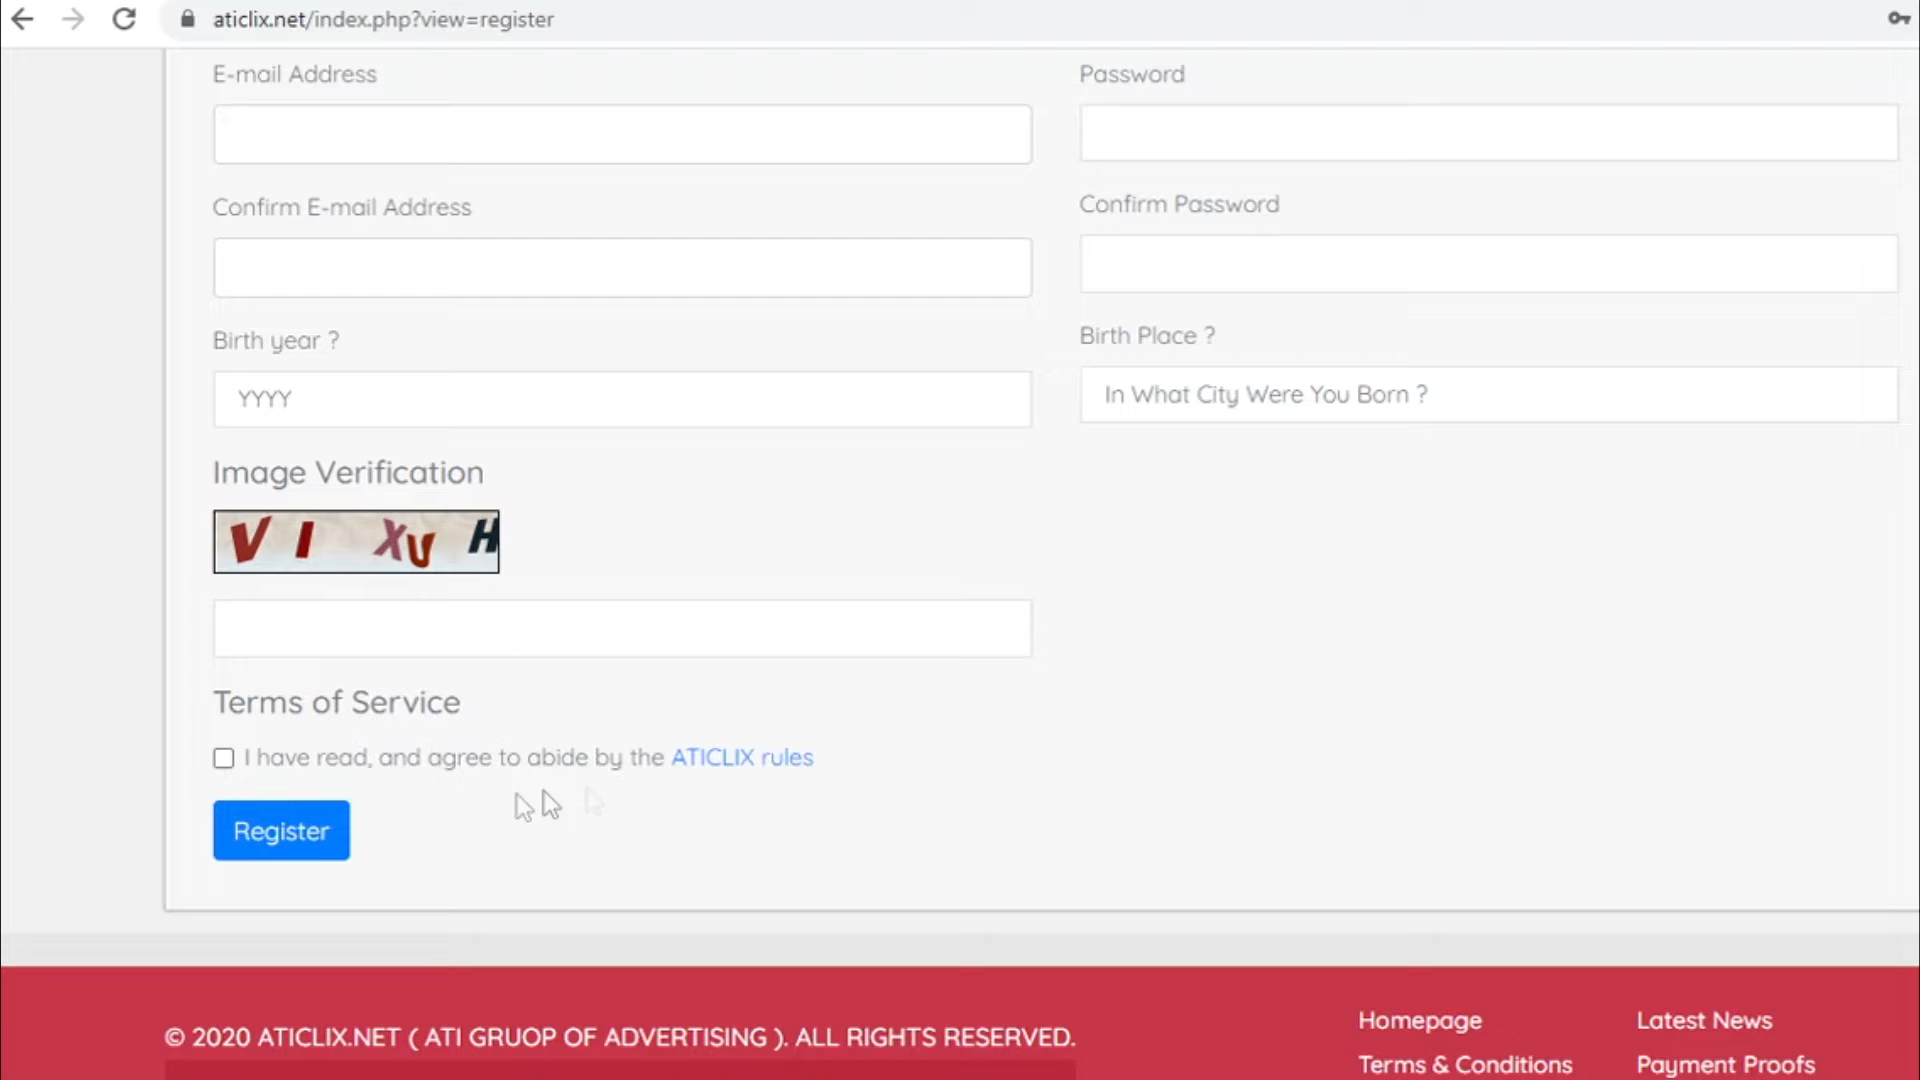 aticlix.net/index.php?view=register
E-mail Address
Password
Confirm E-mail Address
Confirm Password
Birth year ?
Birth Place ?
YYYY
In What City Were You Born ?
Image Verification
V I X U H
Terms of Service
I have read, and agree to abide by the ATICLIX rules
Register
© 2020 ATICLIX.NET ( ATI GRUOP OF ADVERTISING ). ALL RIGHTS RESERVED.
Homepage
Latest News
Terms & Conditions
Payment Proofs